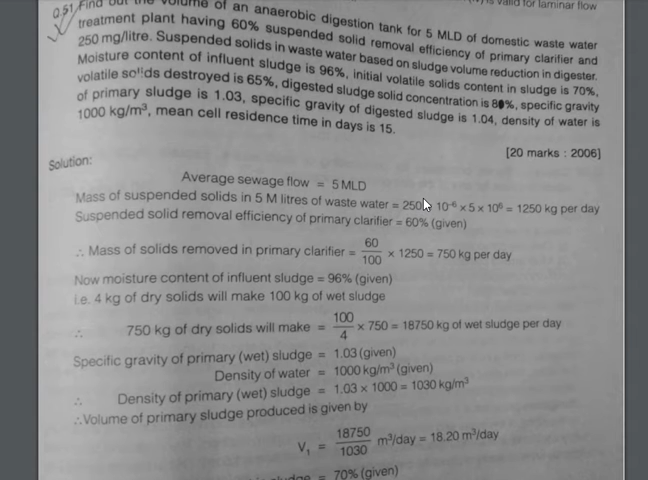 is valid for laminar flow
Q.51 Find out the volume of an anaerobic digestion tank for 5 MLD of domestic waste water
treatment plant having 60% suspended solid removal efficiency of primary clarifier and
250 mg/litre. Suspended solids in waste water based on sludge volume reduction in digester.
Moisture content of influent sludge is 96%, initial volatile solids content in sludge is 70%,
volatile solids destroyed is 65%, digested sludge solid concentration is %, specific gravity
of primary sludge is 1.03, specific gravity of digested sludge is 1.04, density of water is
1000 kg/m³, mean cell residence time in days is 15.
[20 marks : 2006]
Solution:
Average sewage flow = 5 MLD
Mass of suspended solids in 5 M litres of waste water = 250 10⁻⁶ × 5 × 10⁶ = 1250 kg per day
Suspended solid removal efficiency of primary clarifier = 60% (given)
∴ Mass of solids removed in primary clarifier = 60/100 × 1250 = 750 kg per day
Now moisture content of influent sludge = 96% (given)
i.e. 4 kg of dry solids will make 100 kg of wet sludge
∴ 750 kg of dry solids will make = 100/4 × 750 = 18750 kg of wet sludge per day
Specific gravity of primary (wet) sludge = 1.03 (given)
Density of water = 1000 kg/m³ (given)
∴ Density of primary (wet) sludge = 1.03 × 1000 = 1030 kg/m³
∴ Volume of primary sludge produced is given by
V₁ = 18750/1030 m³/day = 18.20 m³/day
= 70% (given)